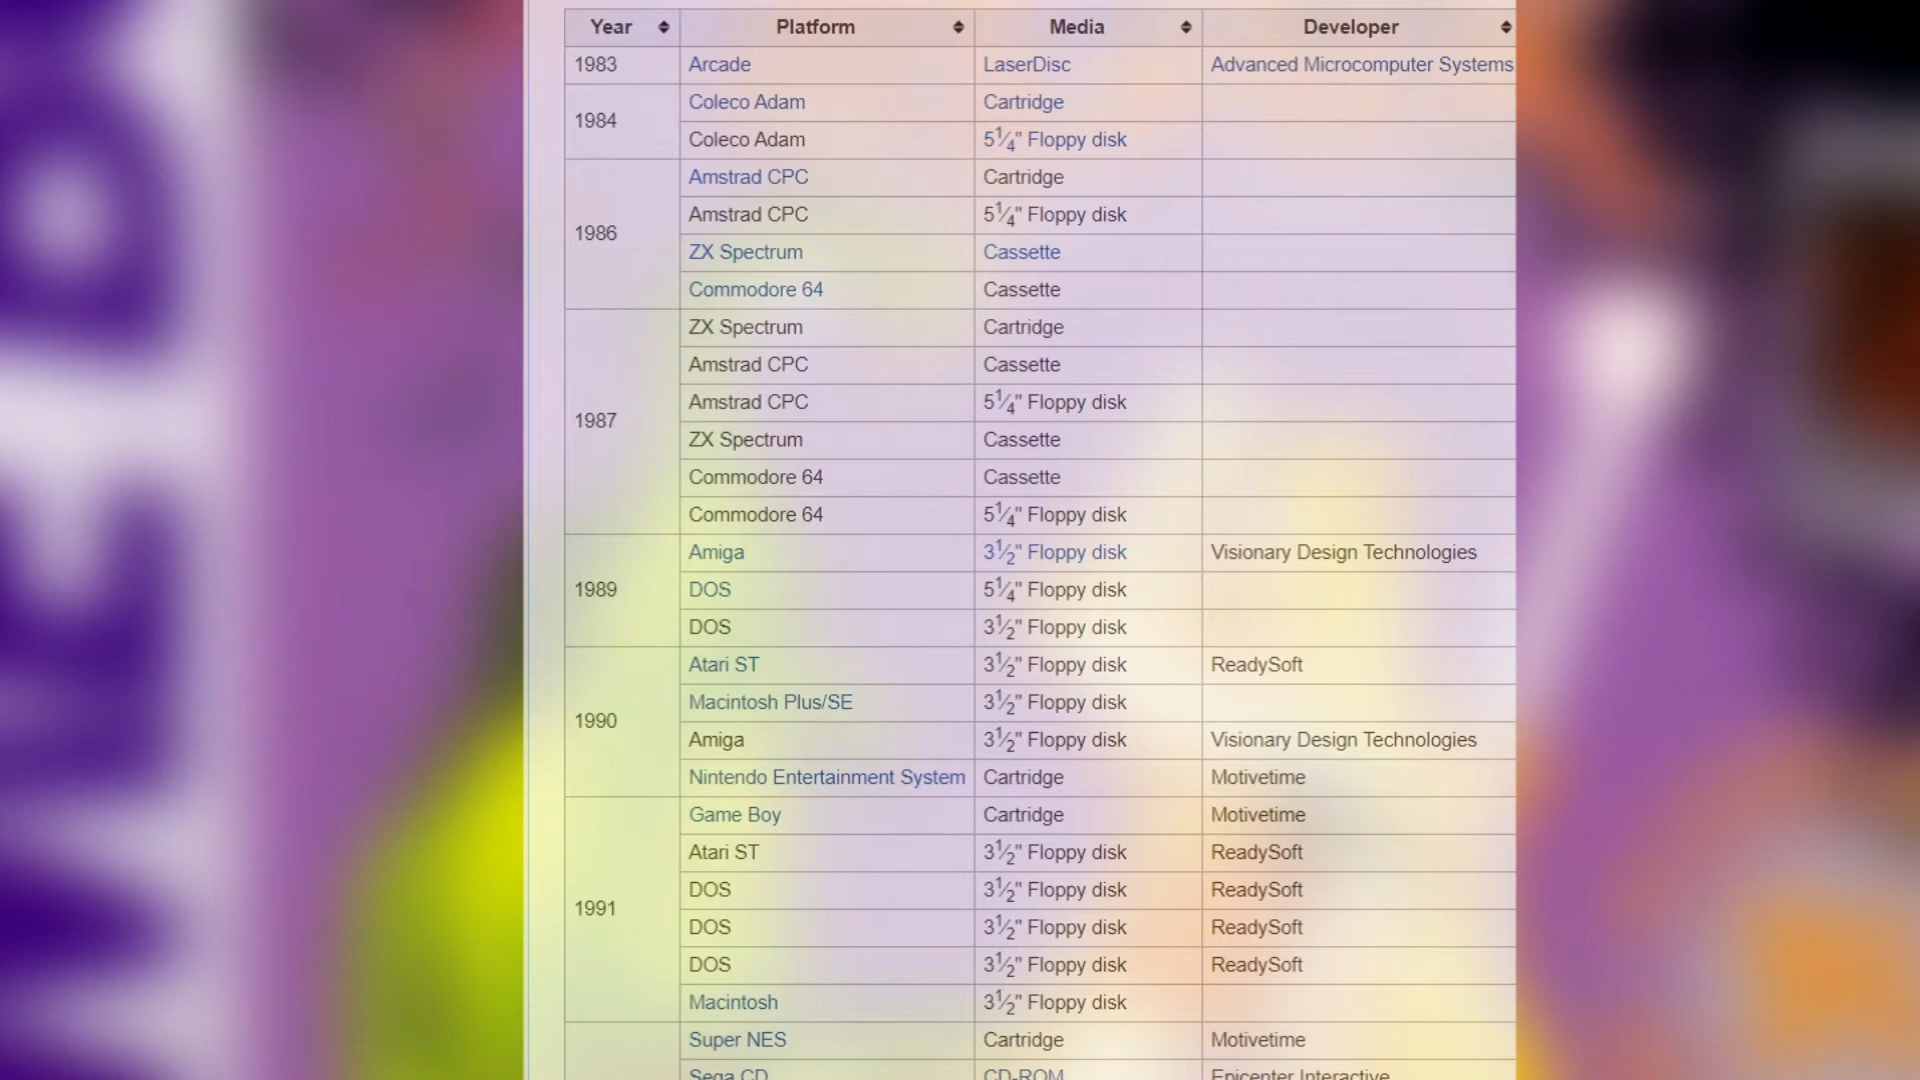 Year Platform Media Developer
1983 Arcade LaserDisc Advanced Microcomputer Systems
1984 Coleco Adam Cartridge
Coleco Adam 5¼" Floppy disk
1986 Amstrad CPC Cartridge
Amstrad CPC 5¼" Floppy disk
ZX Spectrum Cassette
Commodore 64 Cassette
1987 ZX Spectrum Cartridge
Amstrad CPC Cassette
Amstrad CPC 5¼" Floppy disk
ZX Spectrum Cassette
Commodore 64 Cassette
Commodore 64 5¼" Floppy disk
1989 Amiga 3½" Floppy disk Visionary Design Technologies
DOS 5¼" Floppy disk
DOS 3½" Floppy disk
1990 Atari ST 3½" Floppy disk ReadySoft
Macintosh Plus/SE 3½" Floppy disk
Amiga 3½" Floppy disk Visionary Design Technologies
Nintendo Entertainment System Cartridge Motivetime
1991 Game Boy Cartridge Motivetime
Atari ST 3½" Floppy disk ReadySoft
DOS 3½" Floppy disk ReadySoft
DOS 3½" Floppy disk ReadySoft
DOS 3½" Floppy disk ReadySoft
Macintosh 3½" Floppy disk
Super NES Cartridge Motivetime
Sega CD CD-ROM Epicenter Interactive